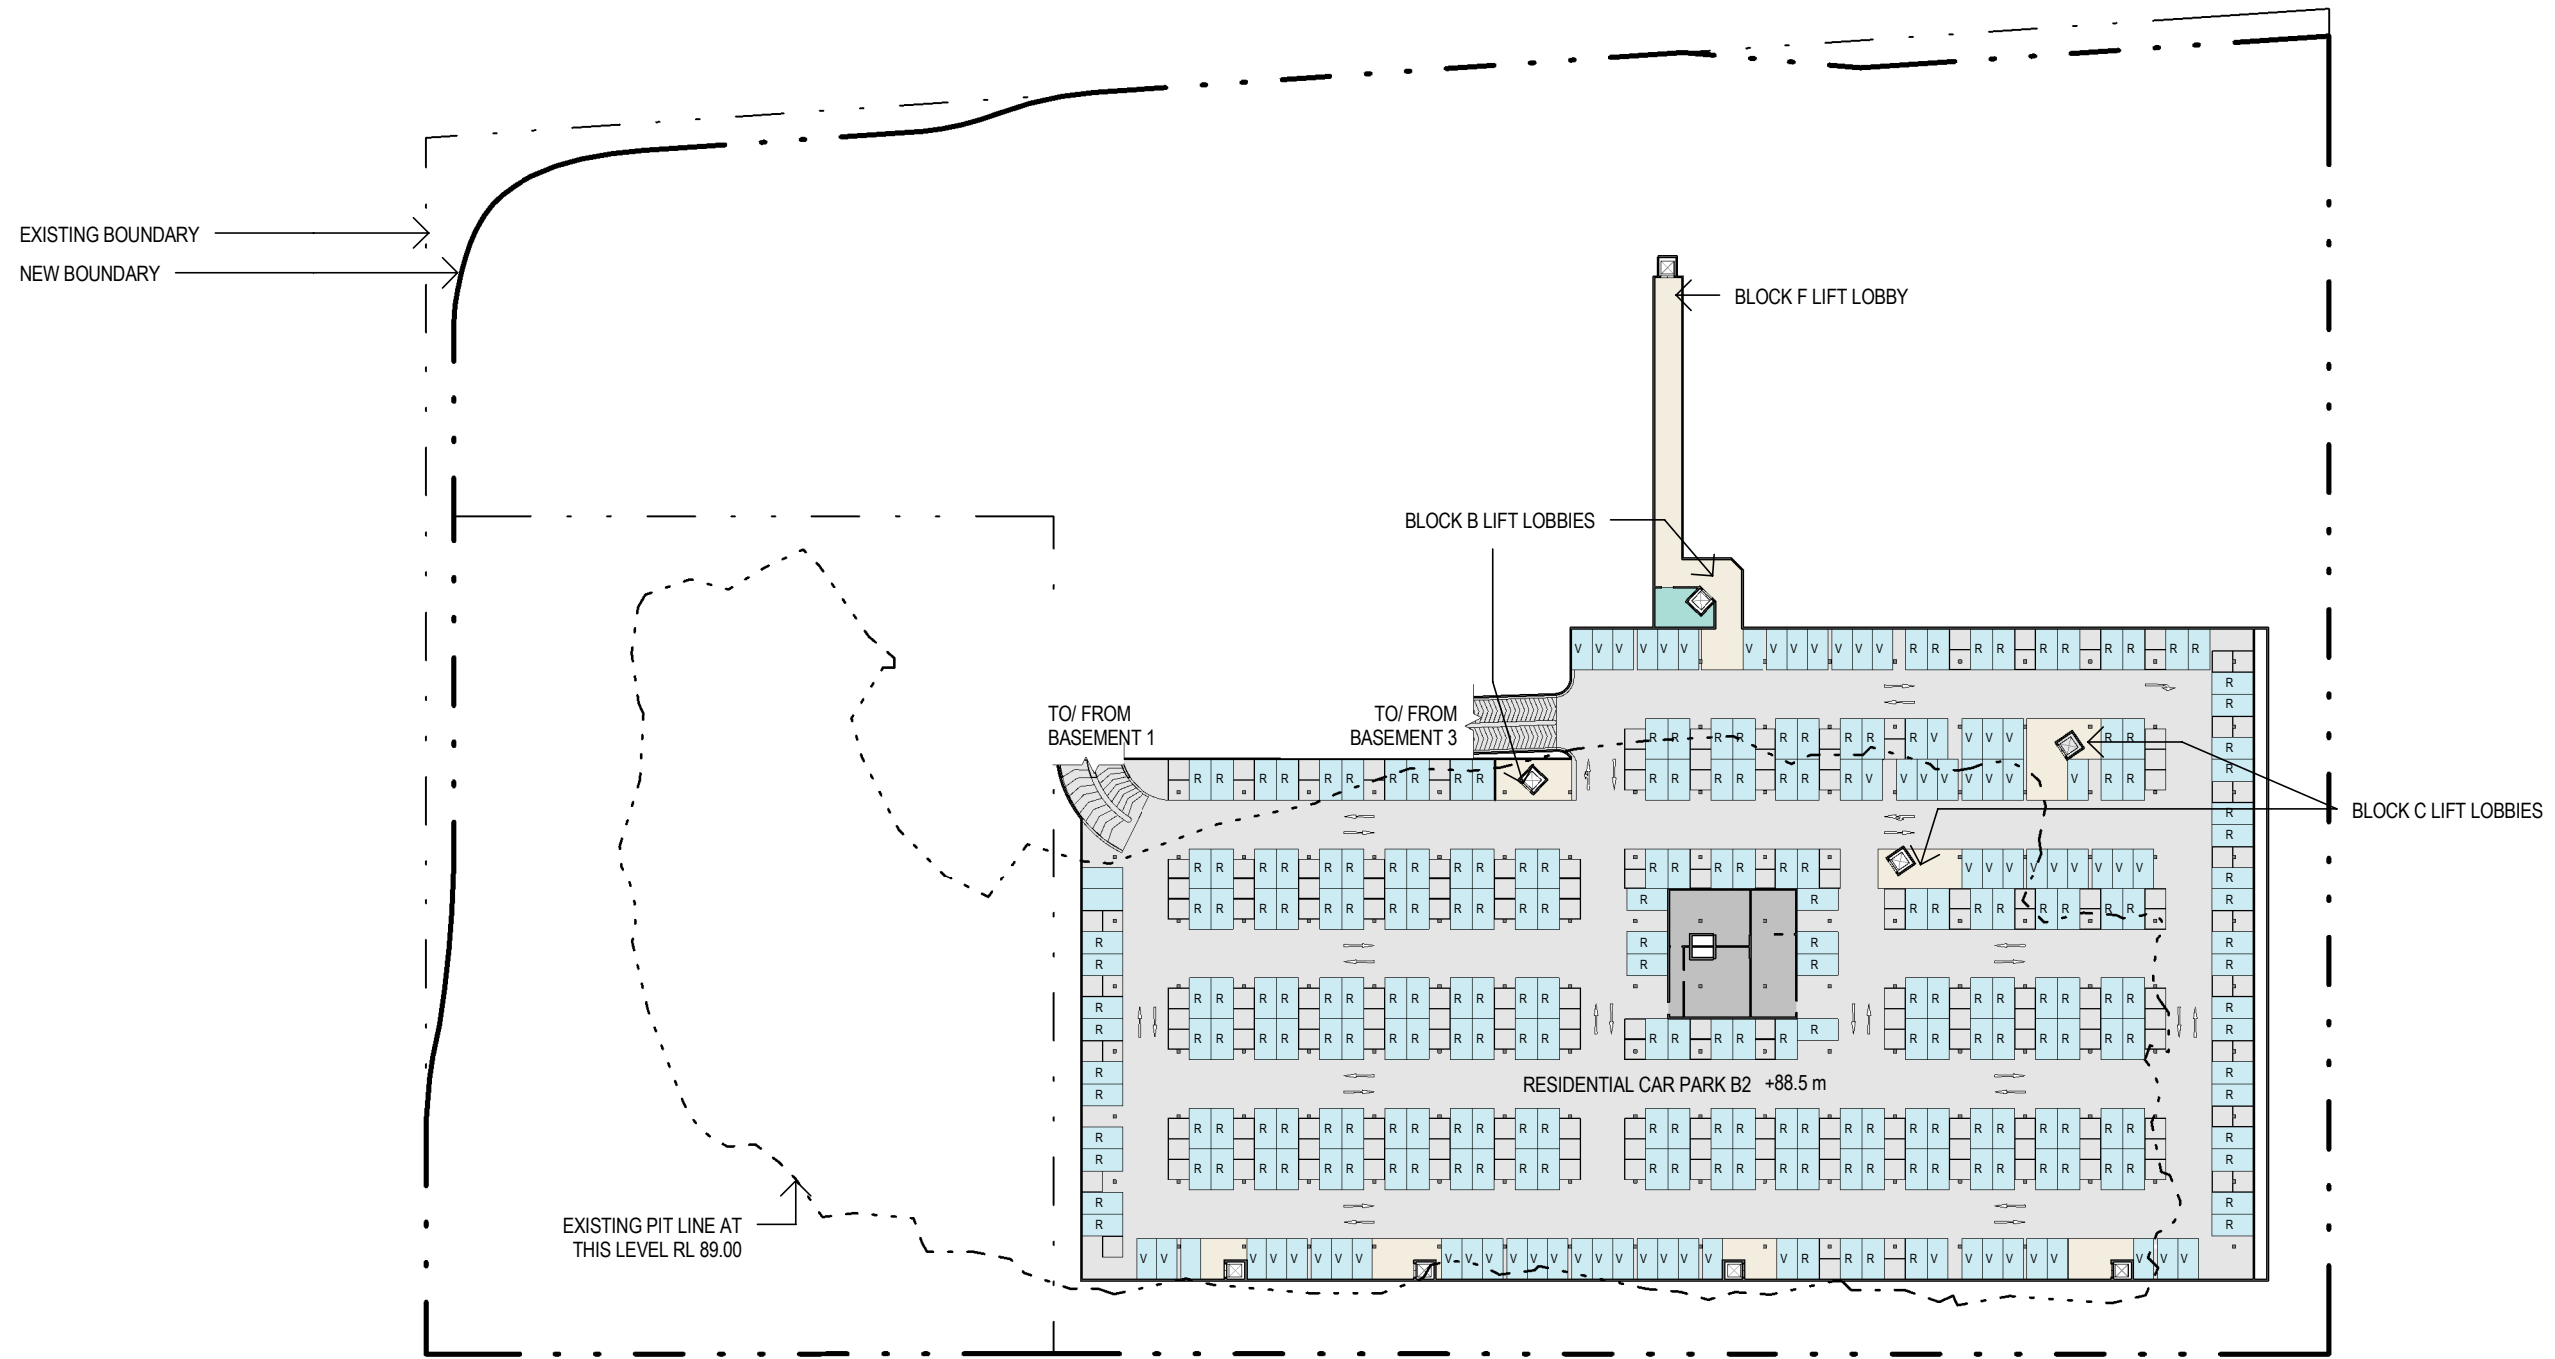 EXISTING BOUNDARY
NEW BOUNDARY
BLOCK F LIFT LOBBY
BLOCK B LIFT LOBBIES
V V V V V V V V V V V V V R R R R R R R R R R
R
R
TO/ FROM
BASEMENT 1
TO/ FROM
BASEMENT 3
R R R R R R R R R V V V V R R
R
R R R R R R R R R R
R R R R R R R V V V V V V V V R R
R
BLOCK C LIFT LOBBIES
R
R
R R R R R R R R R R R R
R R R R R R
V V V V V V V V V
R
R R R
R R R R R R R R R R R R
R R R R R R R R
R R R R
R R R R
R R R R R R R R R R R R
R R R R R R R R
R R
R R R
R R R R R R R R R R R R
R R R R R
R R R R R R R R
R R
RESIDENTIAL CAR PARK B2 +88.5 m
R R
R R R R R R R R R R R R
R R R R R R R R R R R R R R R R
R R
R R
R R R R R R R R R R R R
R R R R R R R R R R R R R R R R
R R
R R
EXISTING PIT LINE AT
THIS LEVEL RL 89.00
V V V V V V V V V V V V V V V V V V V V V V R R R R V V V V V V V V V